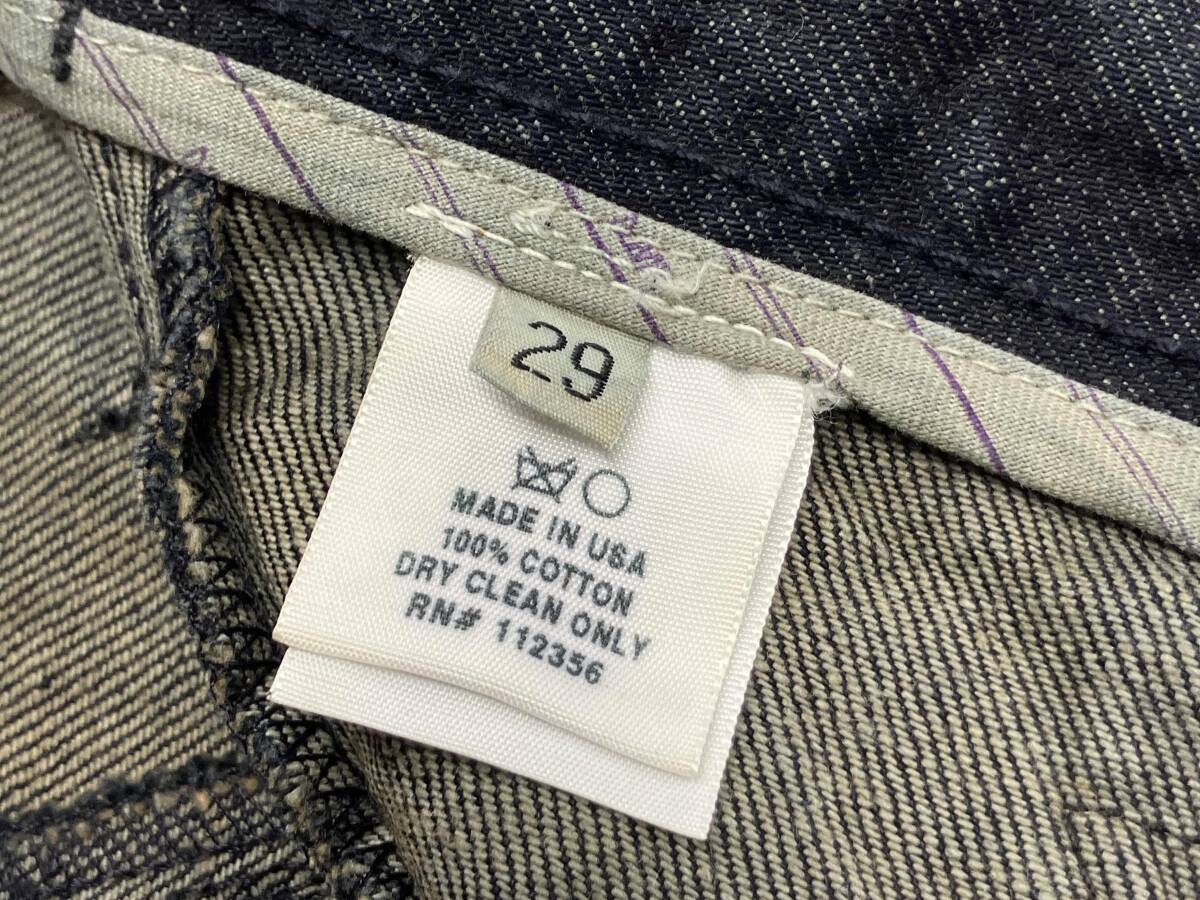 29
MADE IN USA
100% COTTON
DRY CLEAN ONLY
RN# 112356